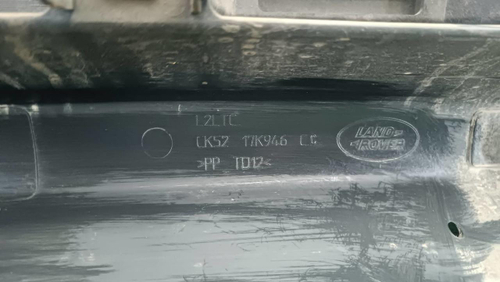 LK52 17K946
>PP TD12<
LAND-
ROVER